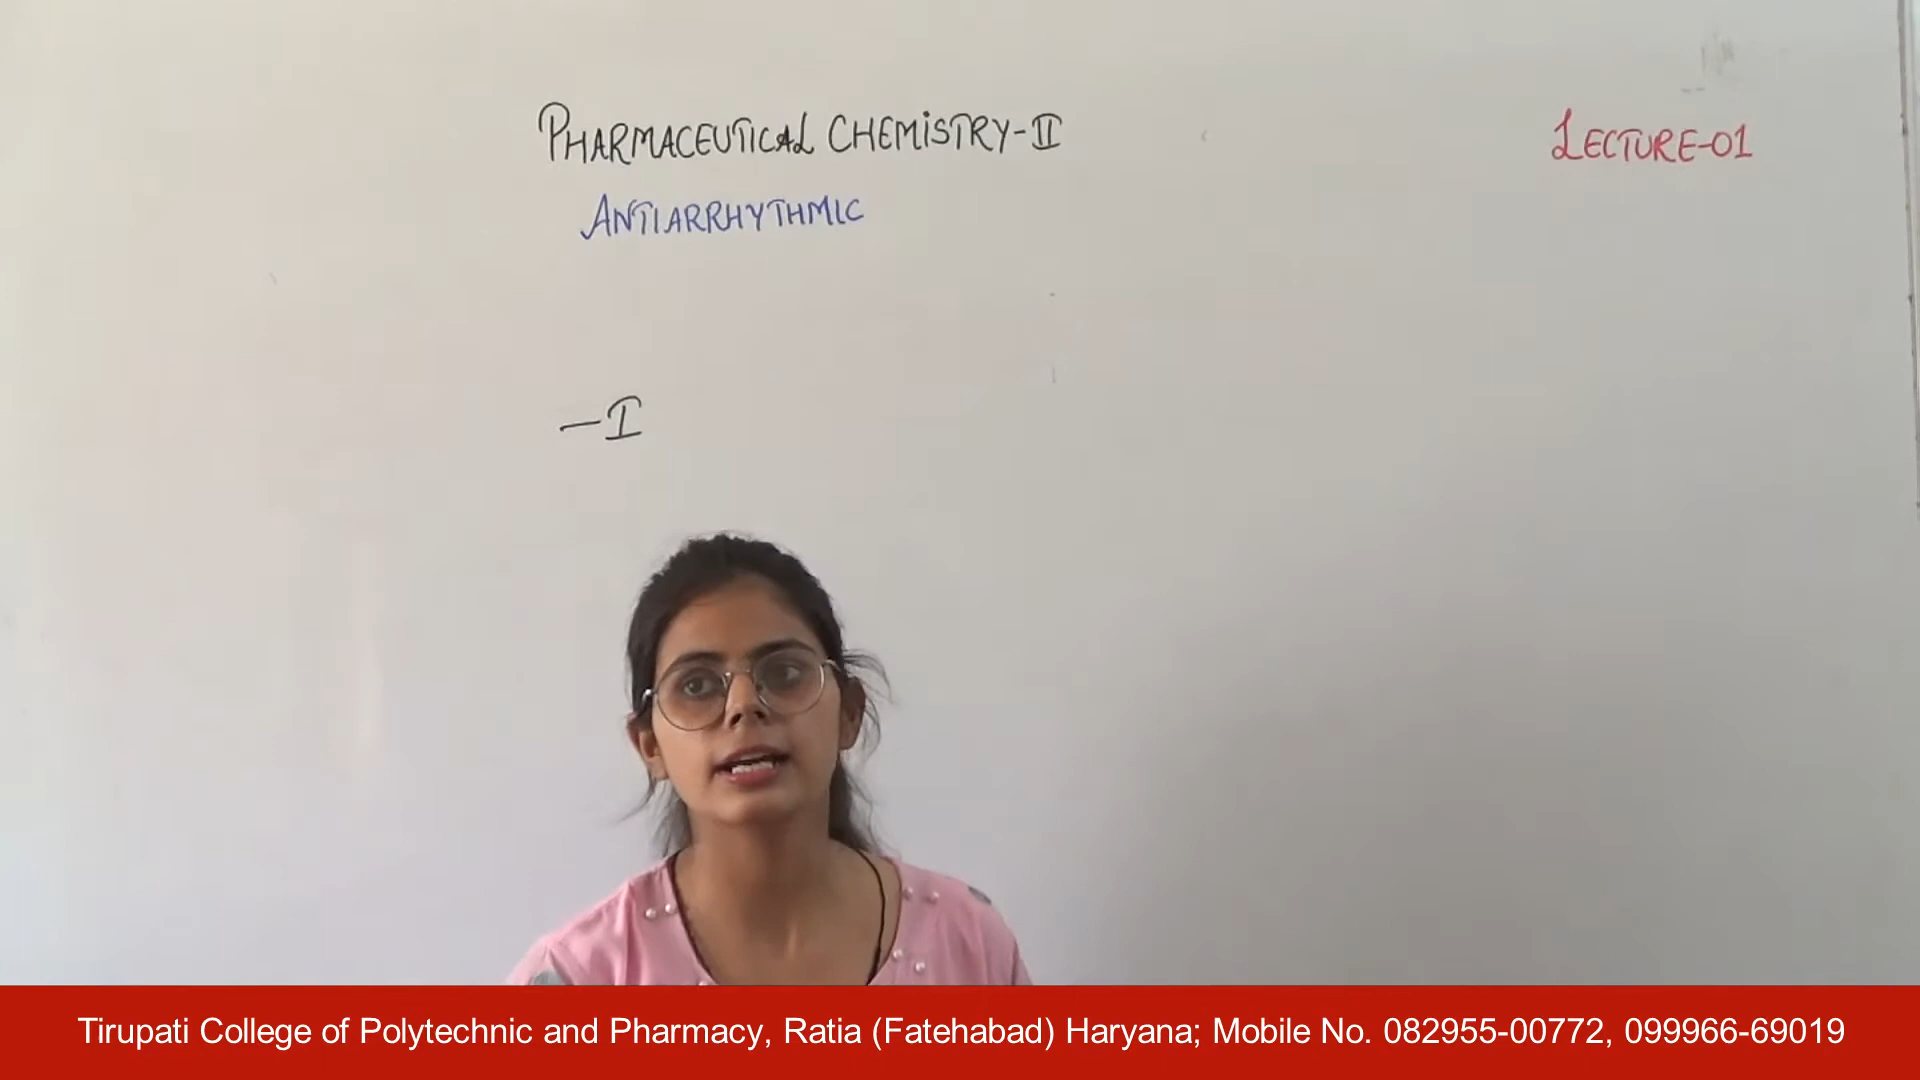 PHARMACEUTICAL CHEMISTRY-II
LECTURE-01
ANTIARRHYTHMIC
—I
Tirupati College of Polytechnic and Pharmacy, Ratia (Fatehabad) Haryana; Mobile No. 082955-00772, 099966-69019